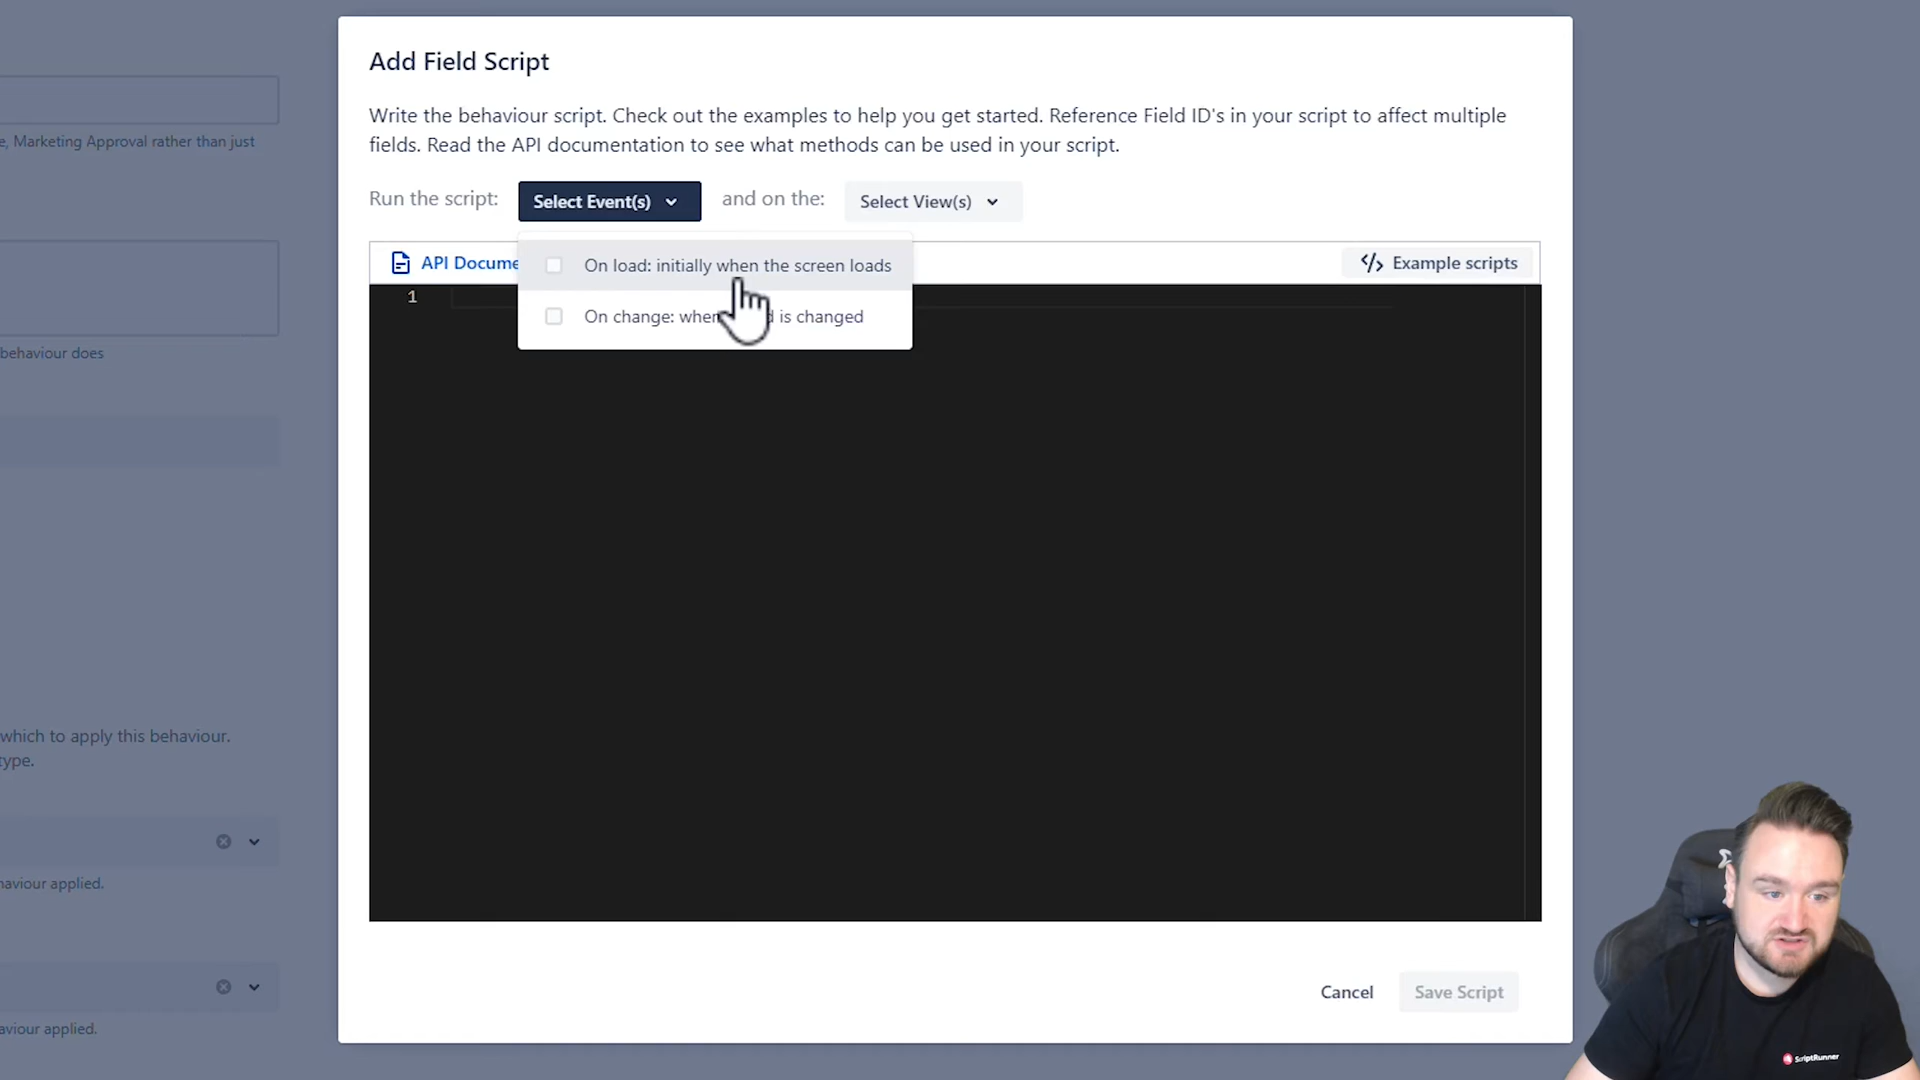 Add Field Script
Write the behaviour script. Check out the examples to help you get started. Reference Field ID's in your script to affect multiple
fields. Read the API documentation to see what methods can be used in your script.
Run the script: Select Event(s) and on the: Select View(s)
API Docume
On load: initially when the screen loads
Example scripts
1
On change: when is changed
e, Marketing Approval rather than just
behaviour does
which to apply this behaviour.
type.
haviour applied.
aviour applied.
Cancel
Save Script
ScriptRunner